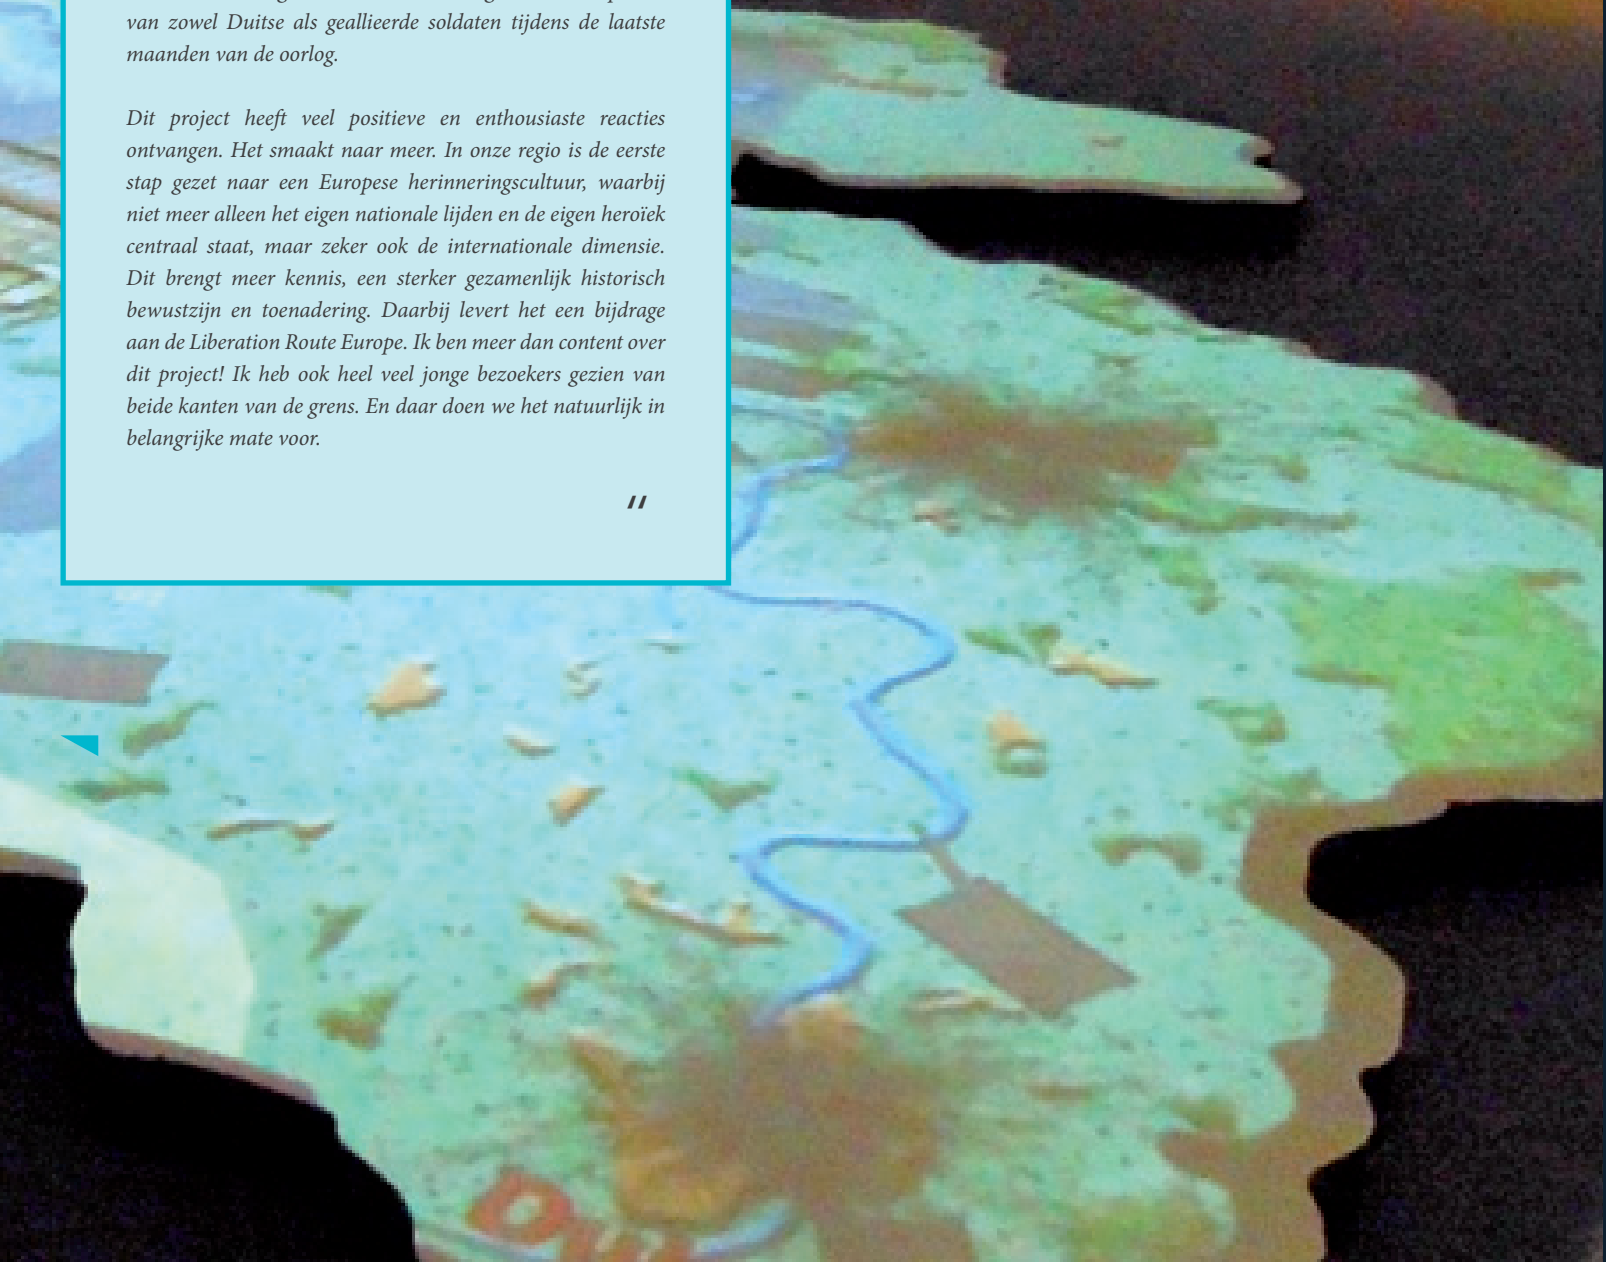 van zowel Duitse als geallieerde soldaten tijdens de laatste
maanden van de oorlog.
Dit project heeft veel positieve en enthousiaste reacties
ontvangen. Het smaakt naar meer. In onze regio is de eerste
stap gezet naar een Europese herinneringscultuur, waarbij
niet meer alleen het eigen nationale lijden en de eigen heroïek
centraal staat, maar zeker ook de internationale dimensie.
Dit brengt meer kennis, een sterker gezamenlijk historisch
bewustzijn en toenadering. Daarbij levert het een bijdrage
aan de Liberation Route Europe. Ik ben meer dan content over
dit project! Ik heb ook heel veel jonge bezoekers gezien van
beide kanten van de grens. En daar doen we het natuurlijk in
belangrijke mate voor.
"